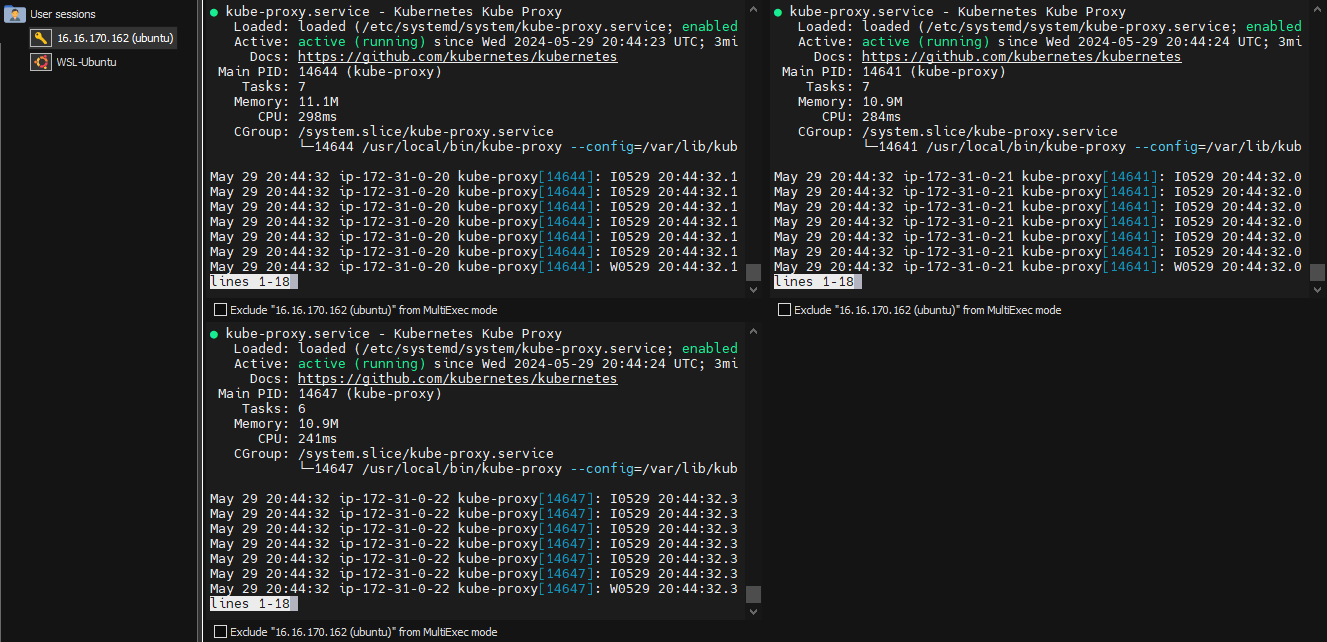 User sessions
16.16.170.162 (ubuntu)
WSL-Ubuntu
● kube-proxy.service - Kubernetes Kube Proxy
Loaded: loaded (/etc/systemd/system/kube-proxy.service; enabled
Active: active (running) since Wed 2024-05-29 20:44:23 UTC; 3mi
Docs: https://github.com/kubernetes/kubernetes
Main PID: 14644 (kube-proxy)
Tasks: 7
Memory: 11.1M
CPU: 298ms
CGroup: /system.slice/kube-proxy.service
└─14644 /usr/local/bin/kube-proxy --config=/var/lib/kub
May 29 20:44:32 ip-172-31-0-20 kube-proxy[14644]: I0529 20:44:32.1
May 29 20:44:32 ip-172-31-0-20 kube-proxy[14644]: I0529 20:44:32.1
May 29 20:44:32 ip-172-31-0-20 kube-proxy[14644]: I0529 20:44:32.1
May 29 20:44:32 ip-172-31-0-20 kube-proxy[14644]: I0529 20:44:32.1
May 29 20:44:32 ip-172-31-0-20 kube-proxy[14644]: I0529 20:44:32.1
May 29 20:44:32 ip-172-31-0-20 kube-proxy[14644]: I0529 20:44:32.1
May 29 20:44:32 ip-172-31-0-20 kube-proxy[14644]: W0529 20:44:32.1
lines 1-18
Exclude "16.16.170.162 (ubuntu)" from MultiExec mode
● kube-proxy.service - Kubernetes Kube Proxy
Loaded: loaded (/etc/systemd/system/kube-proxy.service; enabled
Active: active (running) since Wed 2024-05-29 20:44:24 UTC; 3mi
Docs: https://github.com/kubernetes/kubernetes
Main PID: 14641 (kube-proxy)
Tasks: 7
Memory: 10.9M
CPU: 284ms
CGroup: /system.slice/kube-proxy.service
└─14641 /usr/local/bin/kube-proxy --config=/var/lib/kub
May 29 20:44:32 ip-172-31-0-21 kube-proxy[14641]: I0529 20:44:32.0
May 29 20:44:32 ip-172-31-0-21 kube-proxy[14641]: I0529 20:44:32.0
May 29 20:44:32 ip-172-31-0-21 kube-proxy[14641]: I0529 20:44:32.0
May 29 20:44:32 ip-172-31-0-21 kube-proxy[14641]: I0529 20:44:32.0
May 29 20:44:32 ip-172-31-0-21 kube-proxy[14641]: I0529 20:44:32.0
May 29 20:44:32 ip-172-31-0-21 kube-proxy[14641]: I0529 20:44:32.0
May 29 20:44:32 ip-172-31-0-21 kube-proxy[14641]: W0529 20:44:32.0
lines 1-18
Exclude "16.16.170.162 (ubuntu)" from MultiExec mode
● kube-proxy.service - Kubernetes Kube Proxy
Loaded: loaded (/etc/systemd/system/kube-proxy.service; enabled
Active: active (running) since Wed 2024-05-29 20:44:24 UTC; 3mi
Docs: https://github.com/kubernetes/kubernetes
Main PID: 14647 (kube-proxy)
Tasks: 6
Memory: 10.9M
CPU: 241ms
CGroup: /system.slice/kube-proxy.service
└─14647 /usr/local/bin/kube-proxy --config=/var/lib/kub
May 29 20:44:32 ip-172-31-0-22 kube-proxy[14647]: I0529 20:44:32.3
May 29 20:44:32 ip-172-31-0-22 kube-proxy[14647]: I0529 20:44:32.3
May 29 20:44:32 ip-172-31-0-22 kube-proxy[14647]: I0529 20:44:32.3
May 29 20:44:32 ip-172-31-0-22 kube-proxy[14647]: I0529 20:44:32.3
May 29 20:44:32 ip-172-31-0-22 kube-proxy[14647]: I0529 20:44:32.3
May 29 20:44:32 ip-172-31-0-22 kube-proxy[14647]: I0529 20:44:32.3
May 29 20:44:32 ip-172-31-0-22 kube-proxy[14647]: W0529 20:44:32.3
lines 1-18
Exclude "16.16.170.162 (ubuntu)" from MultiExec mode